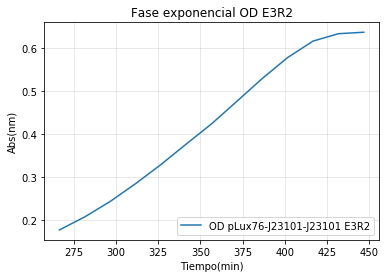 Fase exponencial OD E3R2
Abs(nm)
0.6
0.5
0.4
0.3
0.2
OD pLux76-J23101-J23101 E3R2
275 300 325 350 375 400 425 450
Tiempo(min)